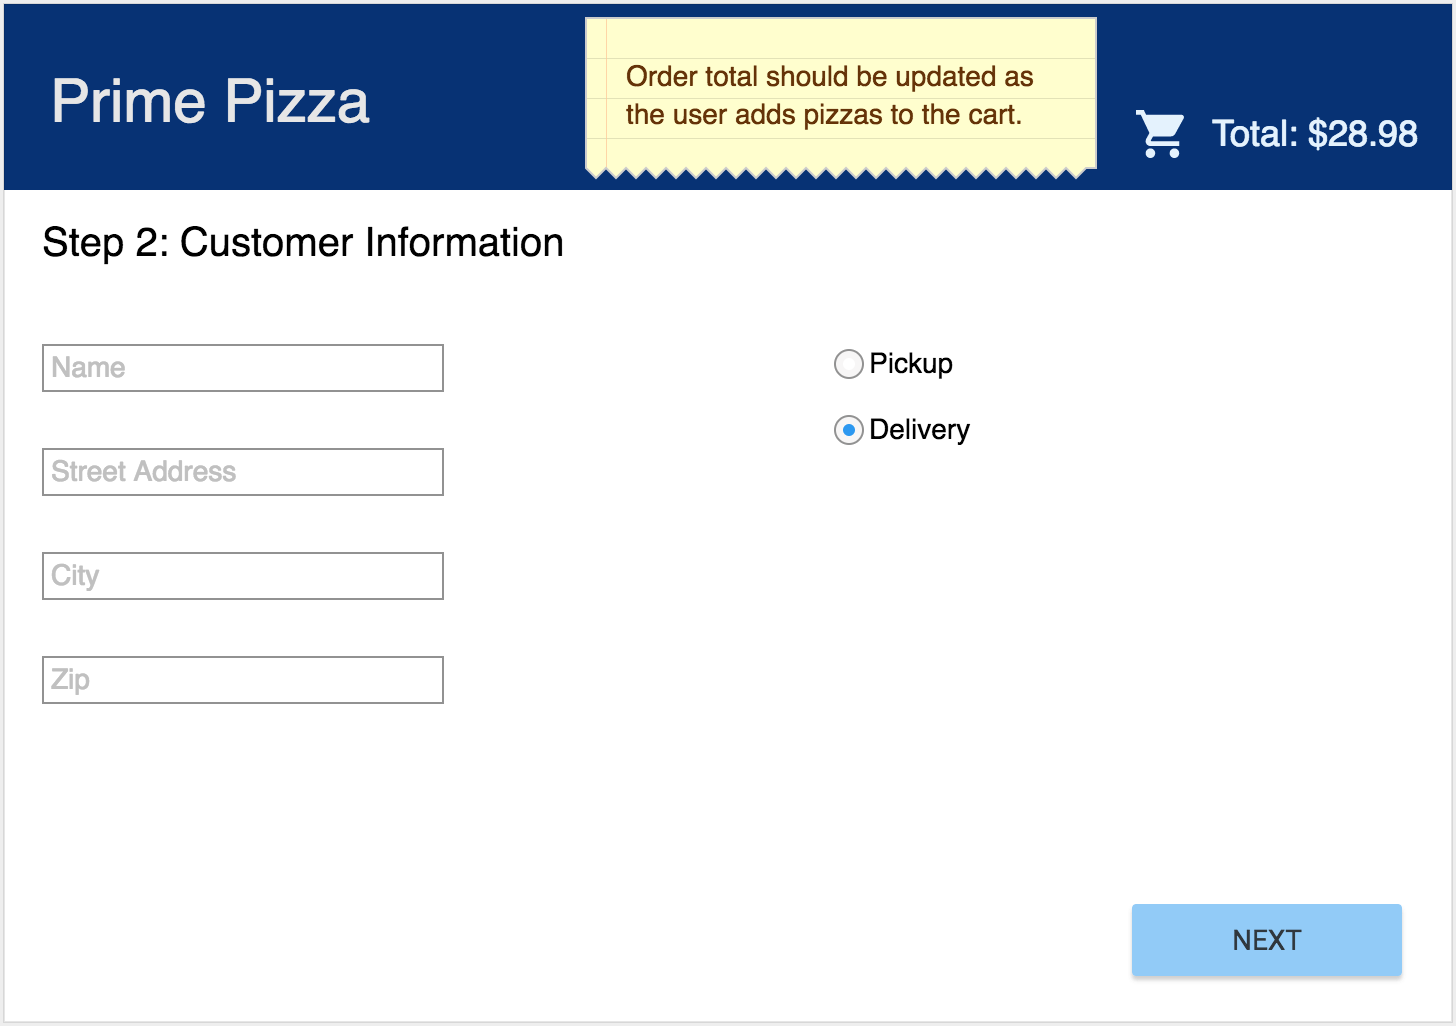 Prime Pizza
Order total should be updated as
the user adds pizzas to the cart.
Total: $28.98
Step 2: Customer Information
Name
Street Address
City
Zip
Pickup
Delivery
NEXT